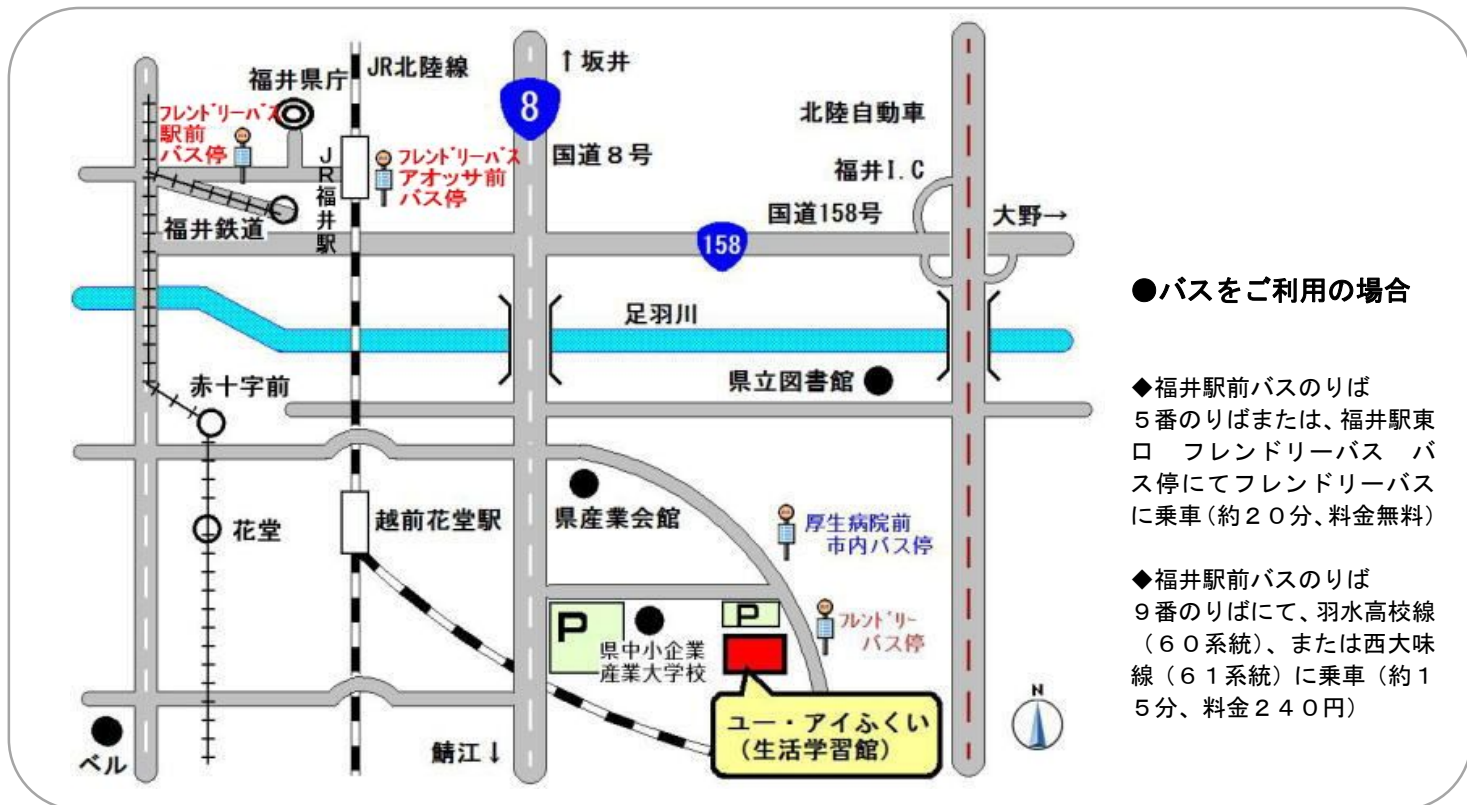 ↑坂井
JR北陸線
福井県庁
8
北陸自動車
フレンドリーバス
駅前
バス停
JR福井駅
フレンドリーバス
アオッサ前
バス停
国道８号
福井I.C
国道158号
大野→
福井鉄道
158
足羽川
県立図書館
赤十字前
花堂
越前花堂駅
県産業会館
厚生病院前
市内バス停
P
P
フレンドリー
バス停
県中小企業
産業大学校
ユー・アイふくい
(生活学習館)
N
ベル
鯖江↓
●バスをご利用の場合
◆福井駅前バスのりば
５番のりばまたは、福井駅東
口　フレンドリーバス　バ
ス停にてフレンドリーバス
に乗車（約２０分、料金無料）
◆福井駅前バスのりば
９番のりばにて、羽水高校線
（６０系統）、または西大味
線（６１系統）に乗車（約１
５分、料金２４０円）